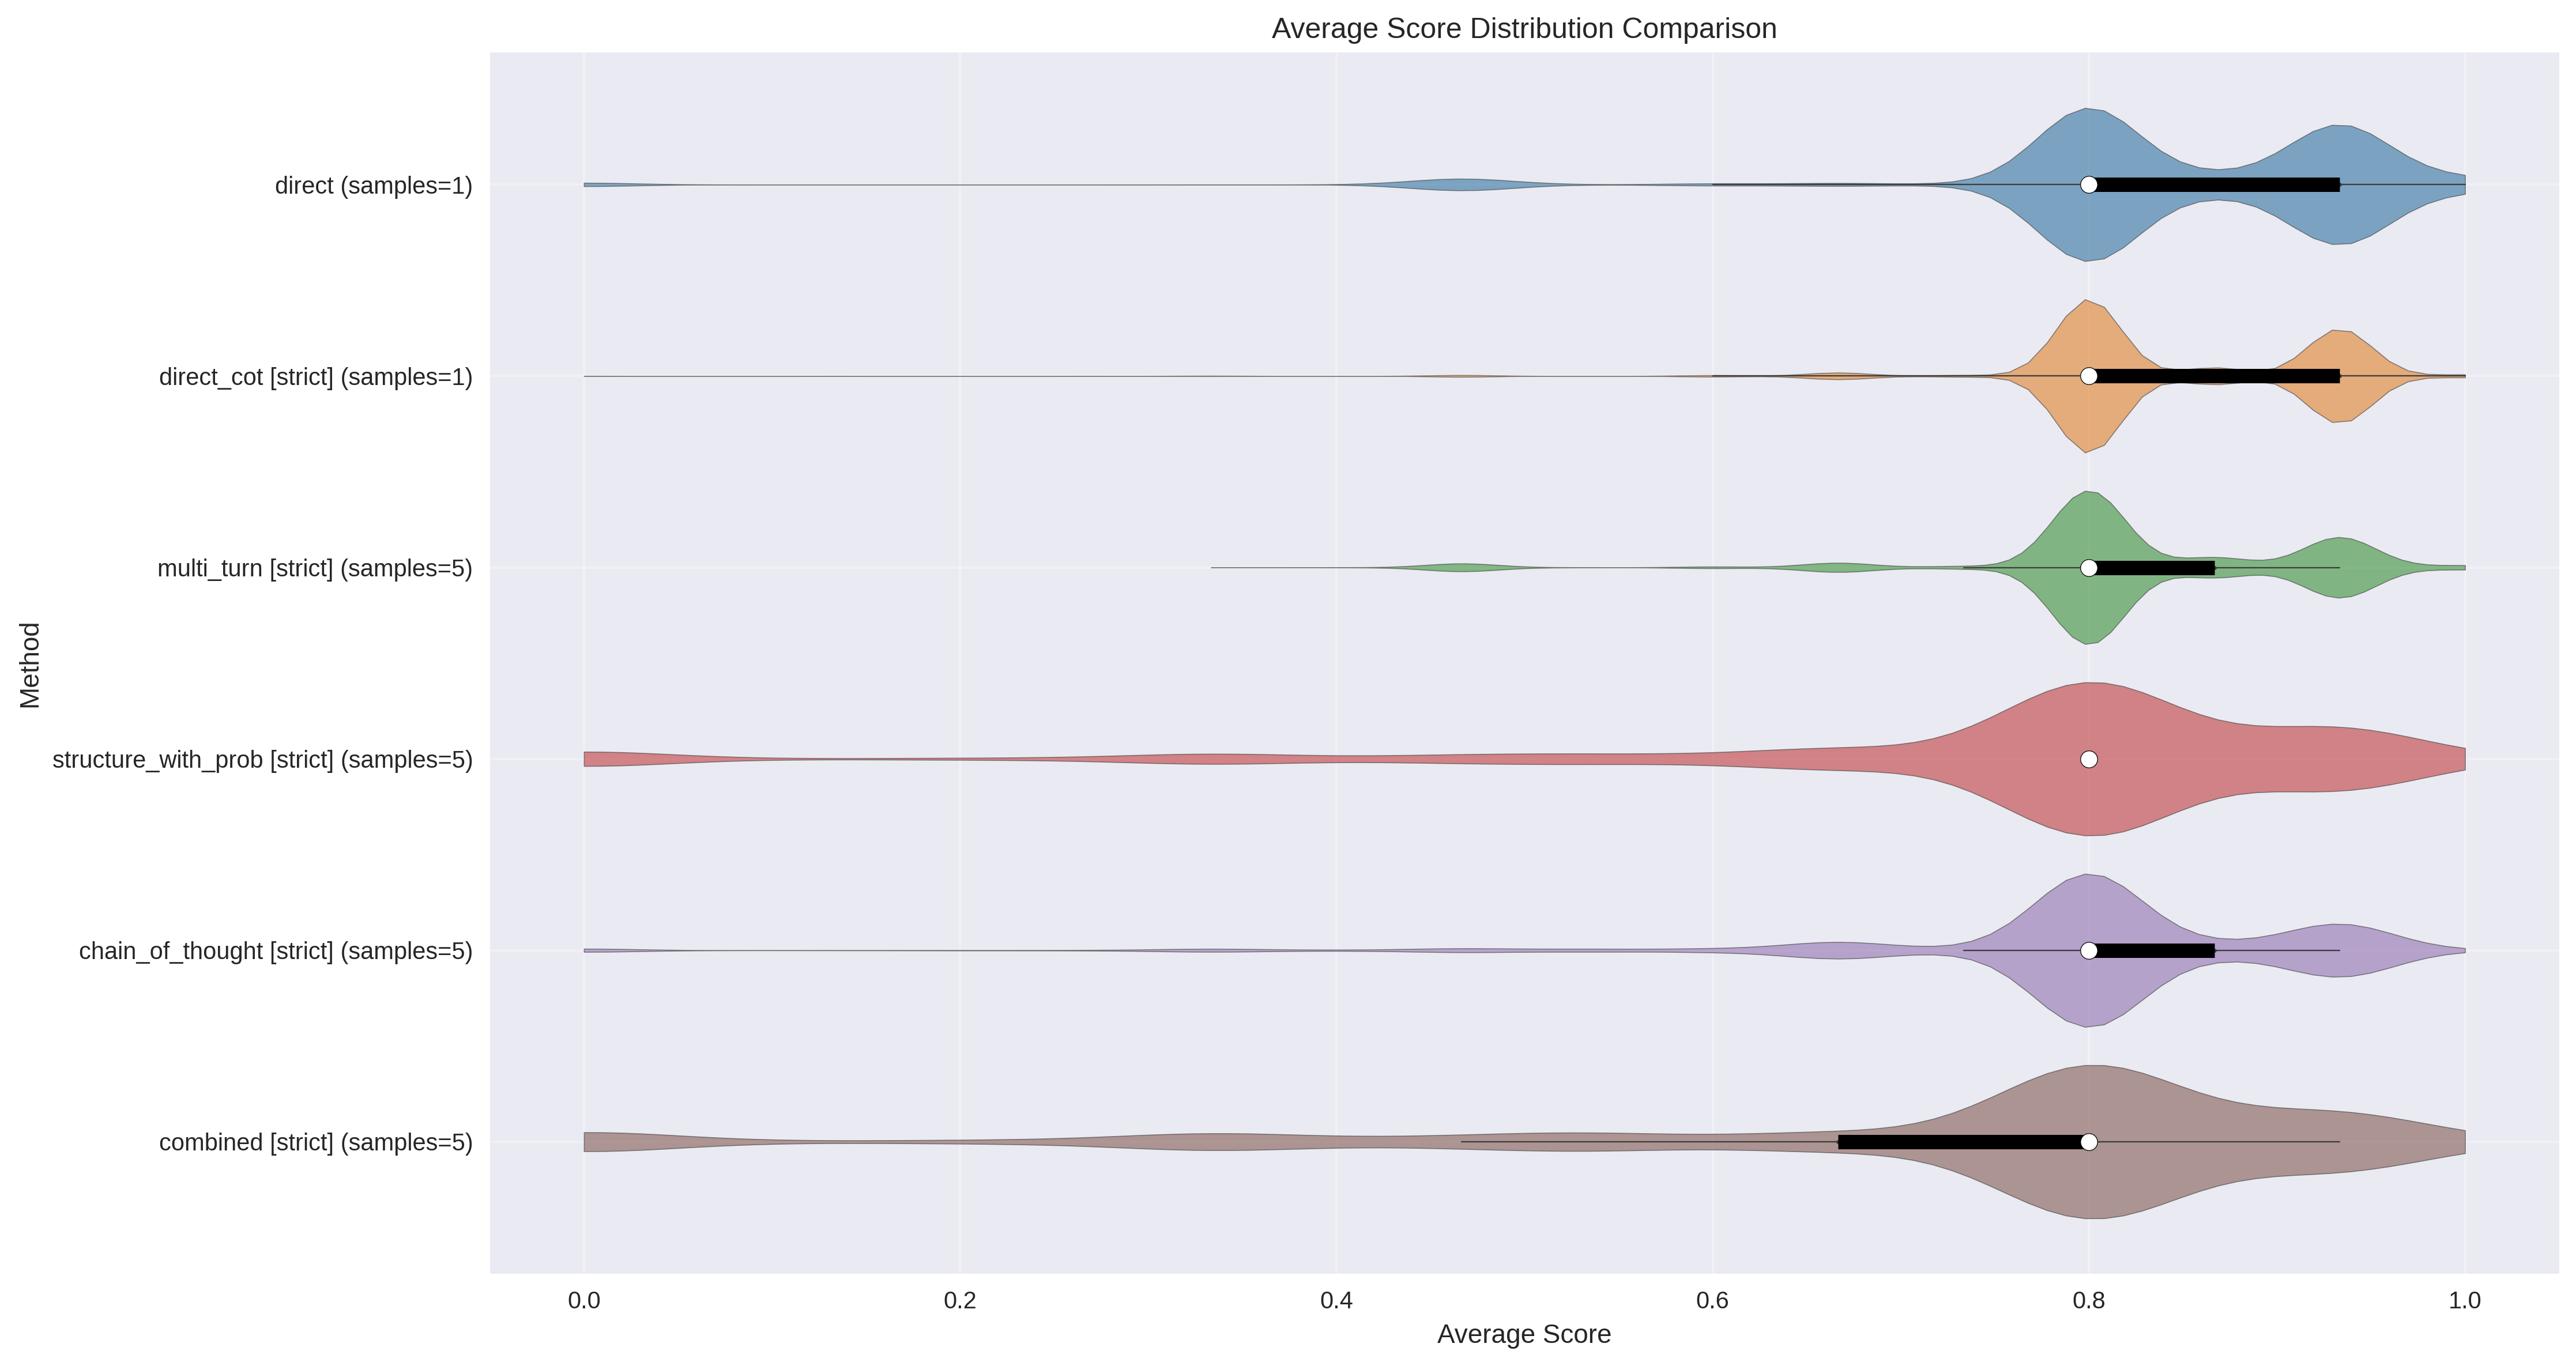 Average Score Distribution Comparison
direct (samples=1)
direct_cot [strict] (samples=1)
multi_turn [strict] (samples=5)
structure_with_prob [strict] (samples=5)
chain_of_thought [strict] (samples=5)
combined [strict] (samples=5)
Method
0.0 0.2 0.4 0.6 0.8 1.0
Average Score